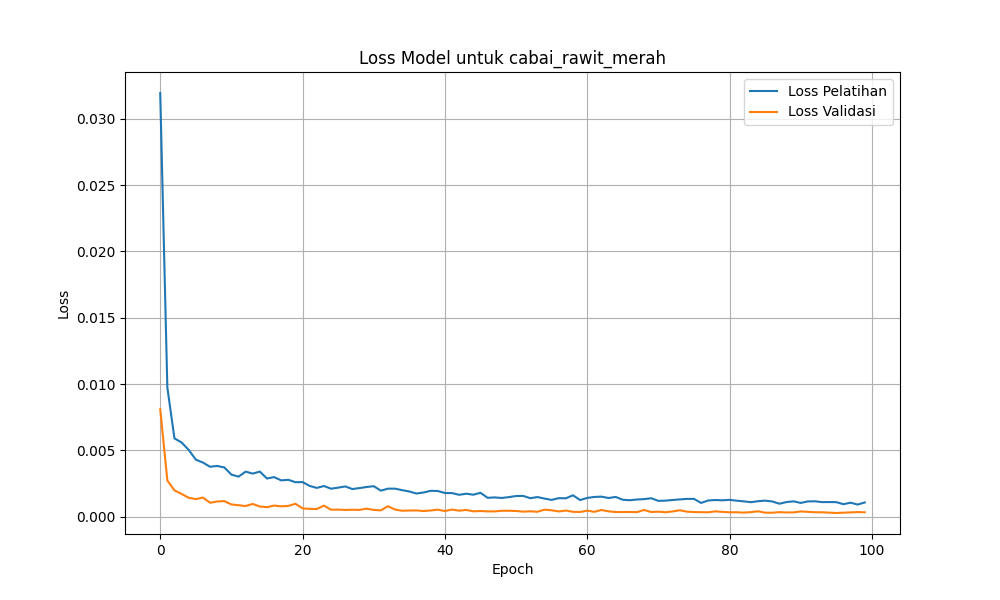 Loss Model untuk cabai_rawit_merah
Loss Pelatihan
Loss Validasi
0.030
0.025
0.020
0.015
0.010
0.005
0.000
Loss
0 20 40 60 80 100
Epoch